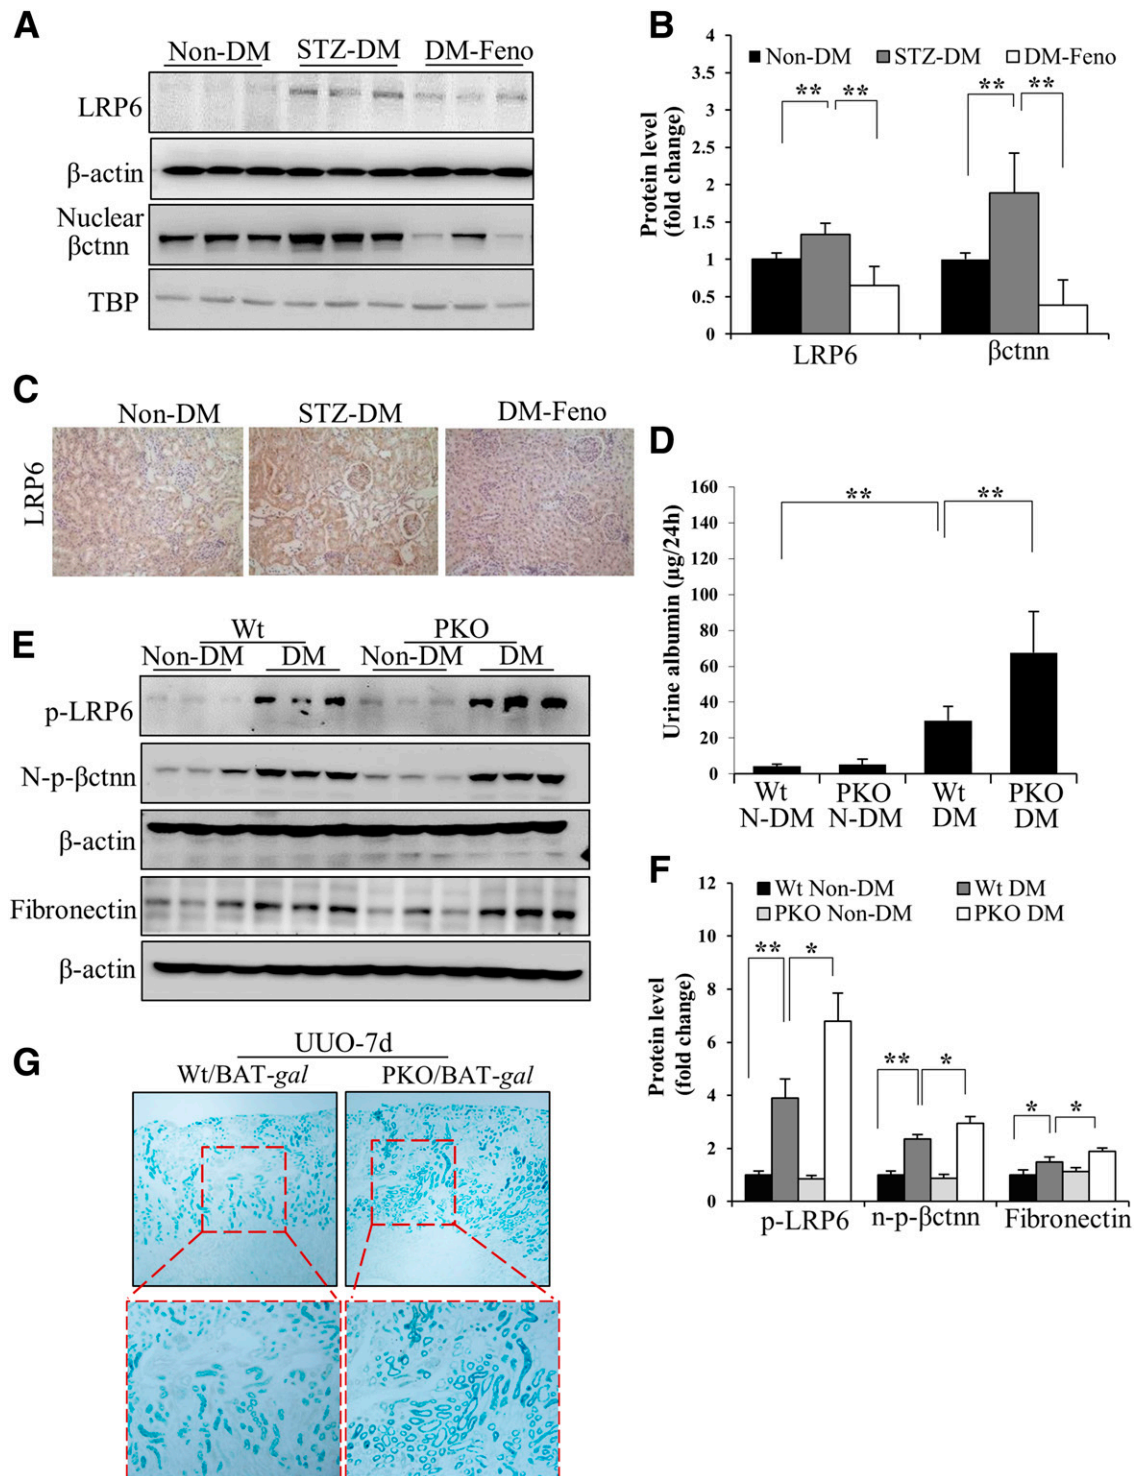 A
Non-DM STZ-DM DM-Feno
LRP6
β-actin
Nuclear
βctnn
TBP
B
Non-DM STZ-DM DM-Feno
Protein level
(fold change)
4
3.5
3
2.5
2
1.5
1
0.5
0
** ** ** **
LRP6 βctnn
C
Non-DM STZ-DM DM-Feno
LRP6
D
Urine albumin (µg/24h)
160
140
120
100
80
60
40
20
0
** **
Wt PKO Wt PKO
N-DM N-DM DM DM
E
Wt PKO
Non-DM DM Non-DM DM
p-LRP6
N-p-βctnn
β-actin
Fibronectin
β-actin
F
Wt Non-DM Wt DM
PKO Non-DM PKO DM
Protein level
(fold change)
12
10
8
6
4
2
0
** * ** * * *
p-LRP6 n-p-βctnn Fibronectin
G
UUO-7d
Wt/BAT-gal PKO/BAT-gal